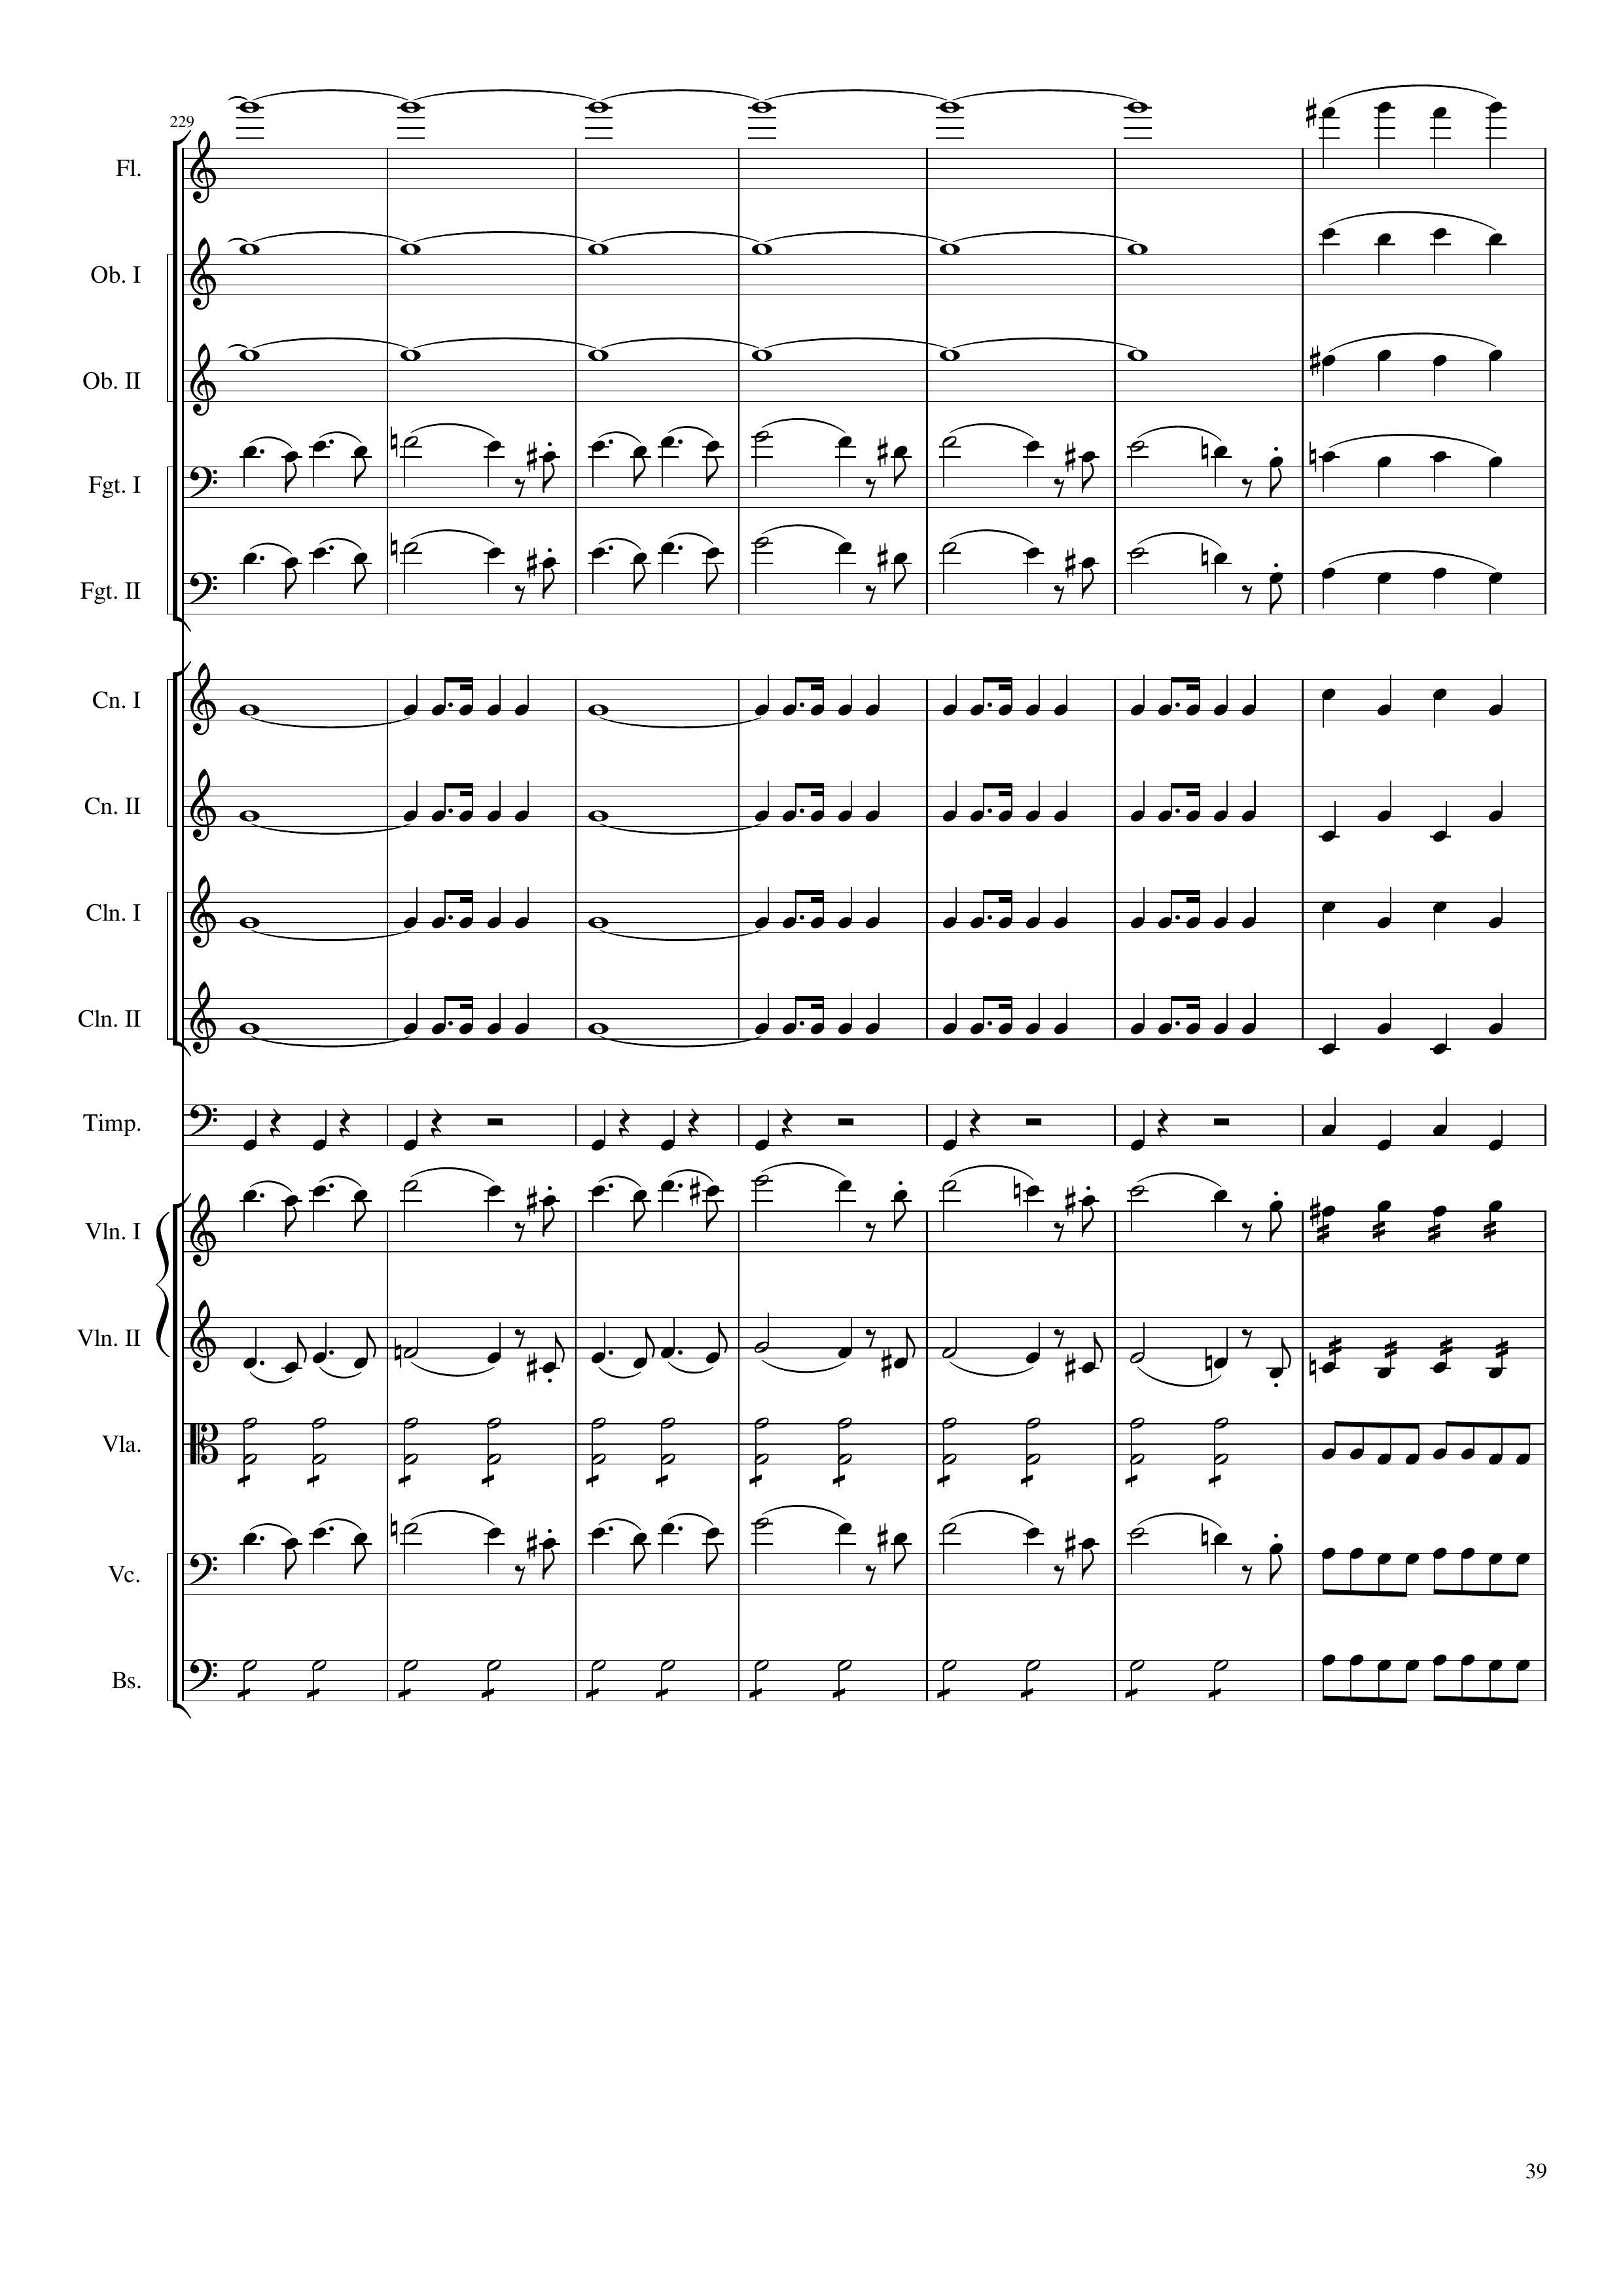 229
Fl.
Ob. I
Ob. II
Fgt. I
Fgt. II
Cn. I
Cn. II
Cln. I
Cln. II
Timp.
Vln. I
Vln. II
Vla.
Vc.
Bs.
39